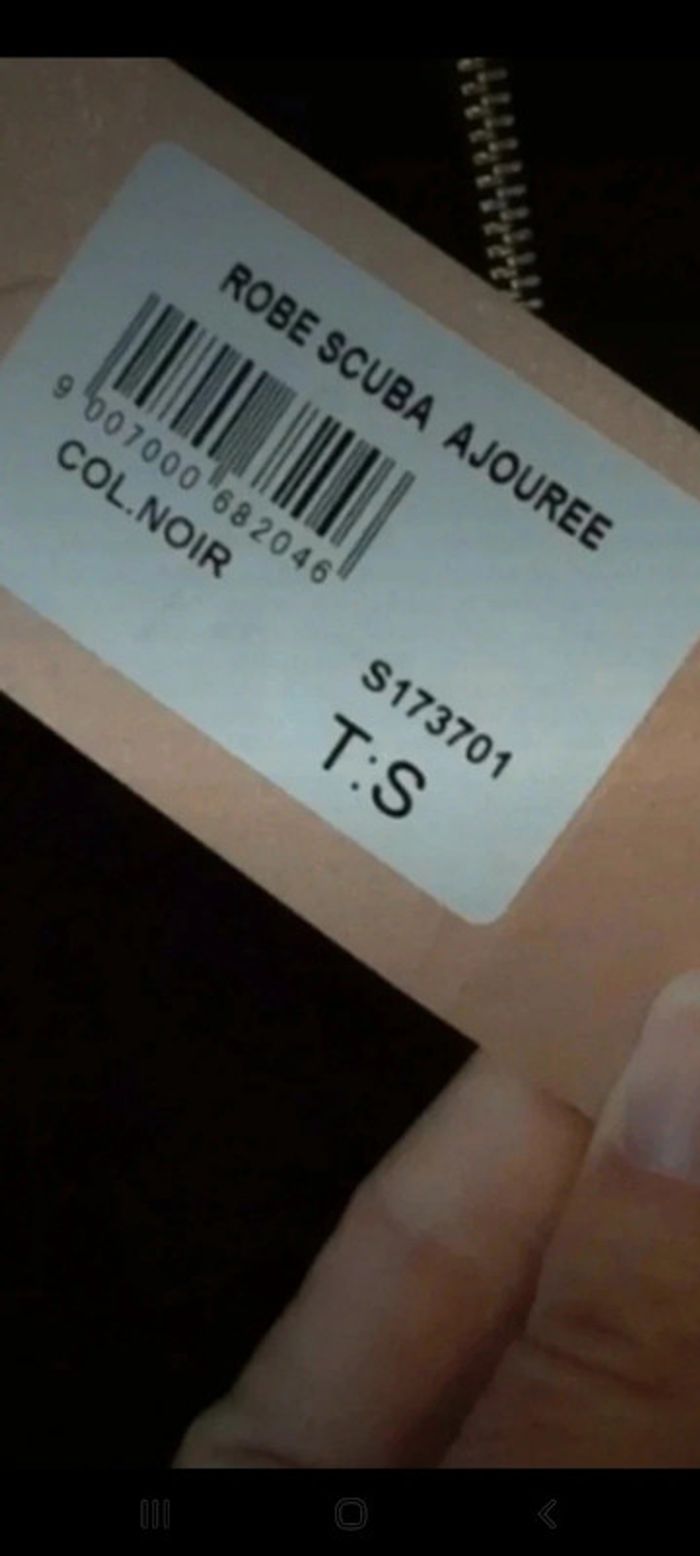 ROBE SCUBA AJOUREE
9 007000 682046
COL.NOIR
S173701
T:S